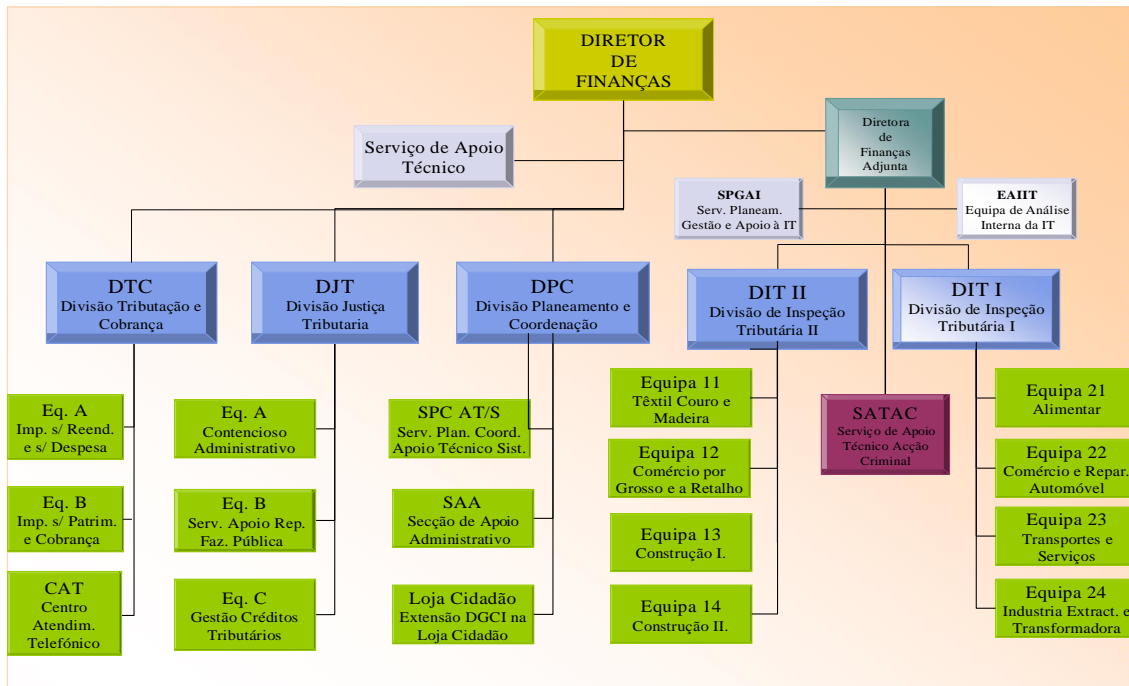 DIRETOR
DE
FINANÇAS
Diretora
de
Finanças
Adjunta
Serviço de Apoio
Técnico
SPGAI
Serv. Planeam.
Gestão e Apoio à IT
EAIIT
Equipa de Análise
Interna da IT
DTC
Divisão Tributação e
Cobrança
DJT
Divisão Justiça
Tributaria
DPC
Divisão Planeamento e
Coordenação
DIT II
Divisão de Inspeção
Tributária II
DIT I
Divisão de Inspeção
Tributária I
Eq. A
Imp. s/ Reend.
e s/ Despesa
Eq. B
Imp. s/ Patrim.
e Cobrança
CAT
Centro
Atendim.
Telefónico
Eq. A
Contencioso
Administrativo
Eq. B
Serv. Apoio Rep.
Faz. Pública
Eq. C
Gestão Créditos
Tributários
SPC AT/S
Serv. Plan. Coord.
Apoio Técnico Sist.
SAA
Secção de Apoio
Administrativo
Loja Cidadão
Extensão DGCI na
Loja Cidadão
Equipa 11
Têxtil Couro e
Madeira
Equipa 12
Comércio por
Grosso e a Retalho
Equipa 13
Construção I.
Equipa 14
Construção II.
SATAC
Serviço de Apoio
Técnico Acção
Criminal
Equipa 21
Alimentar
Equipa 22
Comércio e Repar.
Automóvel
Equipa 23
Transportes e
Serviços
Equipa 24
Industria Extract. e
Transformadora